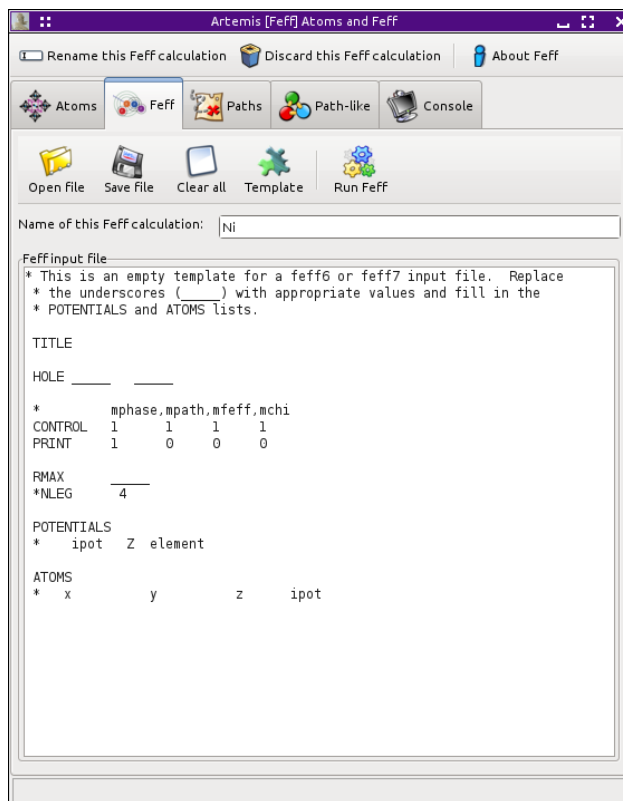 Artemis [Feff] Atoms and Feff
Rename this Feff calculation Discard this Feff calculation About Feff
Atoms Feff Paths Path-like Console
Open file Save file Clear all Template Run Feff
Name of this Feff calculation: Ni
Feff input file
* This is an empty template for a feff6 or feff7 input file.  Replace
* the underscores (_____) with appropriate values and fill in the
* POTENTIALS and ATOMS lists.
TITLE
HOLE _____   _____
*         mphase,mpath,mfeff,mchi
CONTROL   1      1     1     1
PRINT     1      0     0     0
RMAX      _____
*NLEG      4
POTENTIALS
*    ipot   Z  element
ATOMS
*   x          y          z      ipot